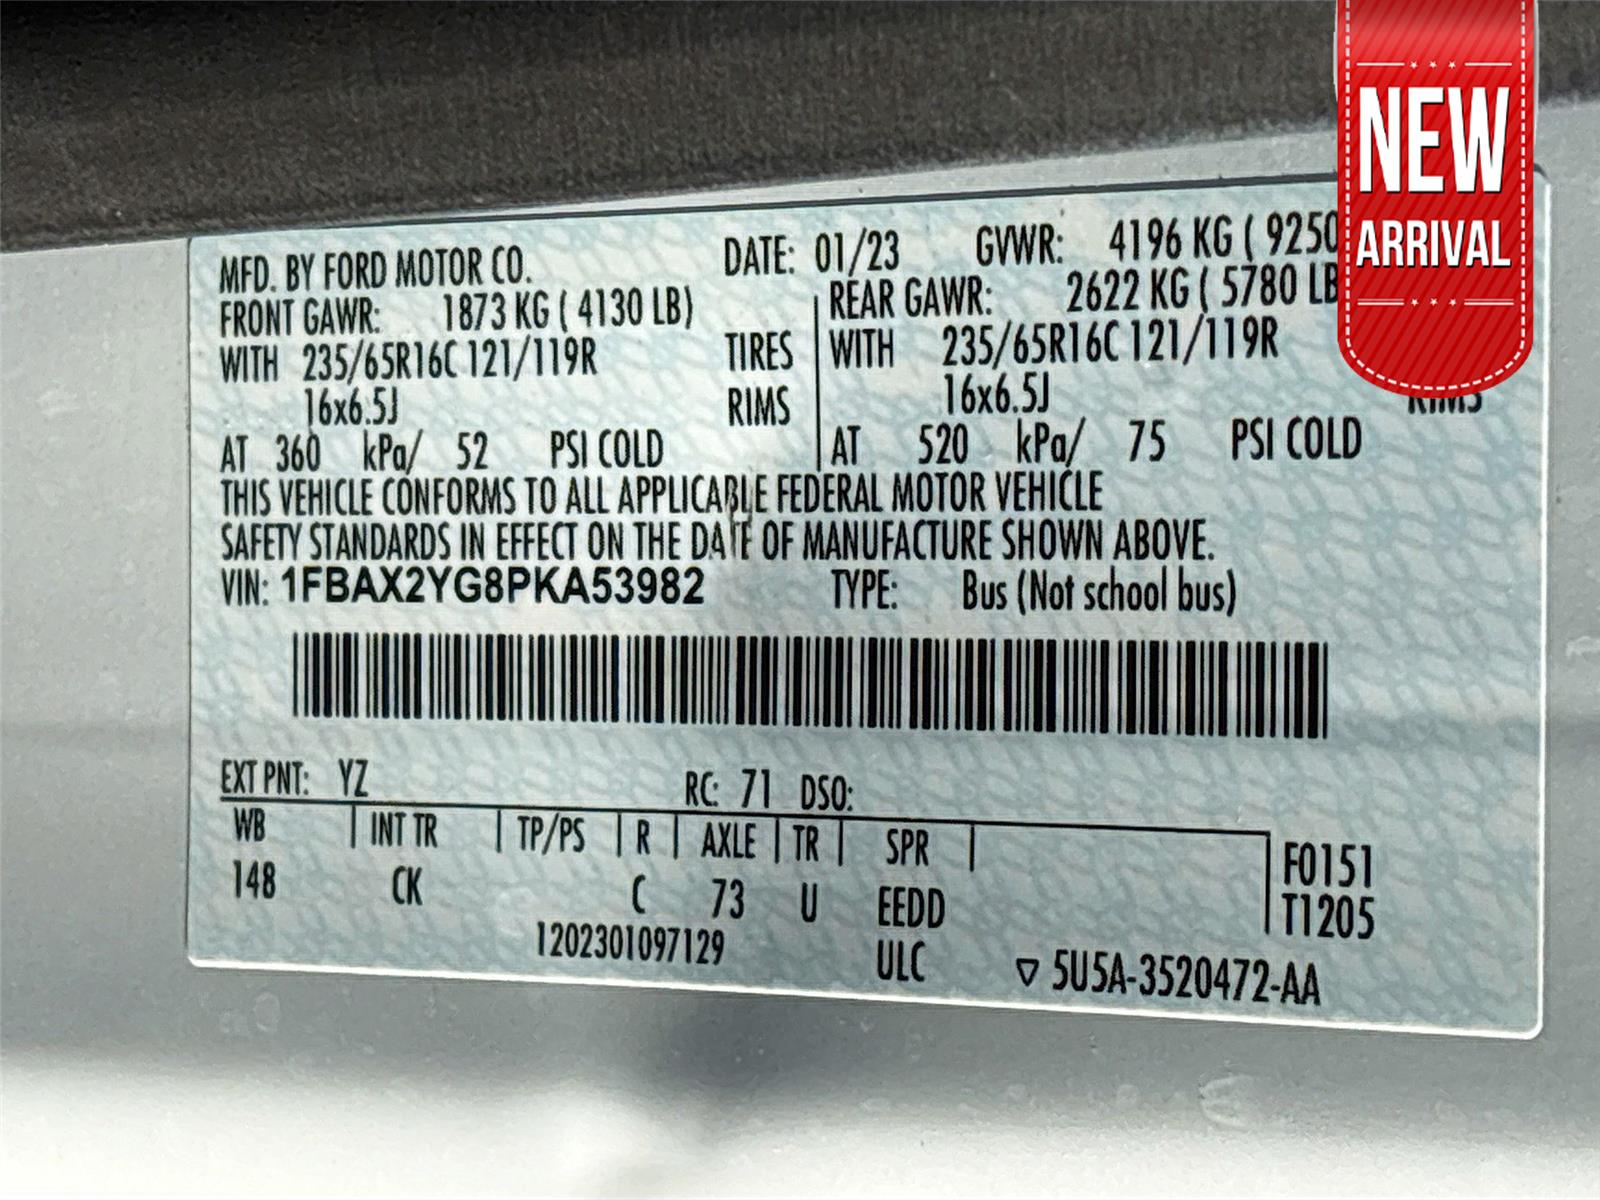 NEW
ARRIVAL
MFD. BY FORD MOTOR CO. DATE: 01/23 GVWR: 4196 KG ( 9250
FRONT GAWR: 1873 KG ( 4130 LB) REAR GAWR: 2622 KG ( 5780 LB
WITH 235/65R16C 121/119R TIRES WITH 235/65R16C 121/119R
16x6.5J RIMS 16x6.5J RIMS
AT 360 kPa/ 52 PSI COLD AT 520 kPa/ 75 PSI COLD
THIS VEHICLE CONFORMS TO ALL APPLICABLE FEDERAL MOTOR VEHICLE
SAFETY STANDARDS IN EFFECT ON THE DATE OF MANUFACTURE SHOWN ABOVE.
VIN: 1FBAX2YG8PKA53982 TYPE: Bus (Not school bus)
EXT PNT: YZ RC: 71 DSO:
WB INT TR TP/PS R AXLE TR SPR F0151
148 CK C 73 U EEDD T1205
1202301097129 ULC ▽ 5U5A-3520472-AA